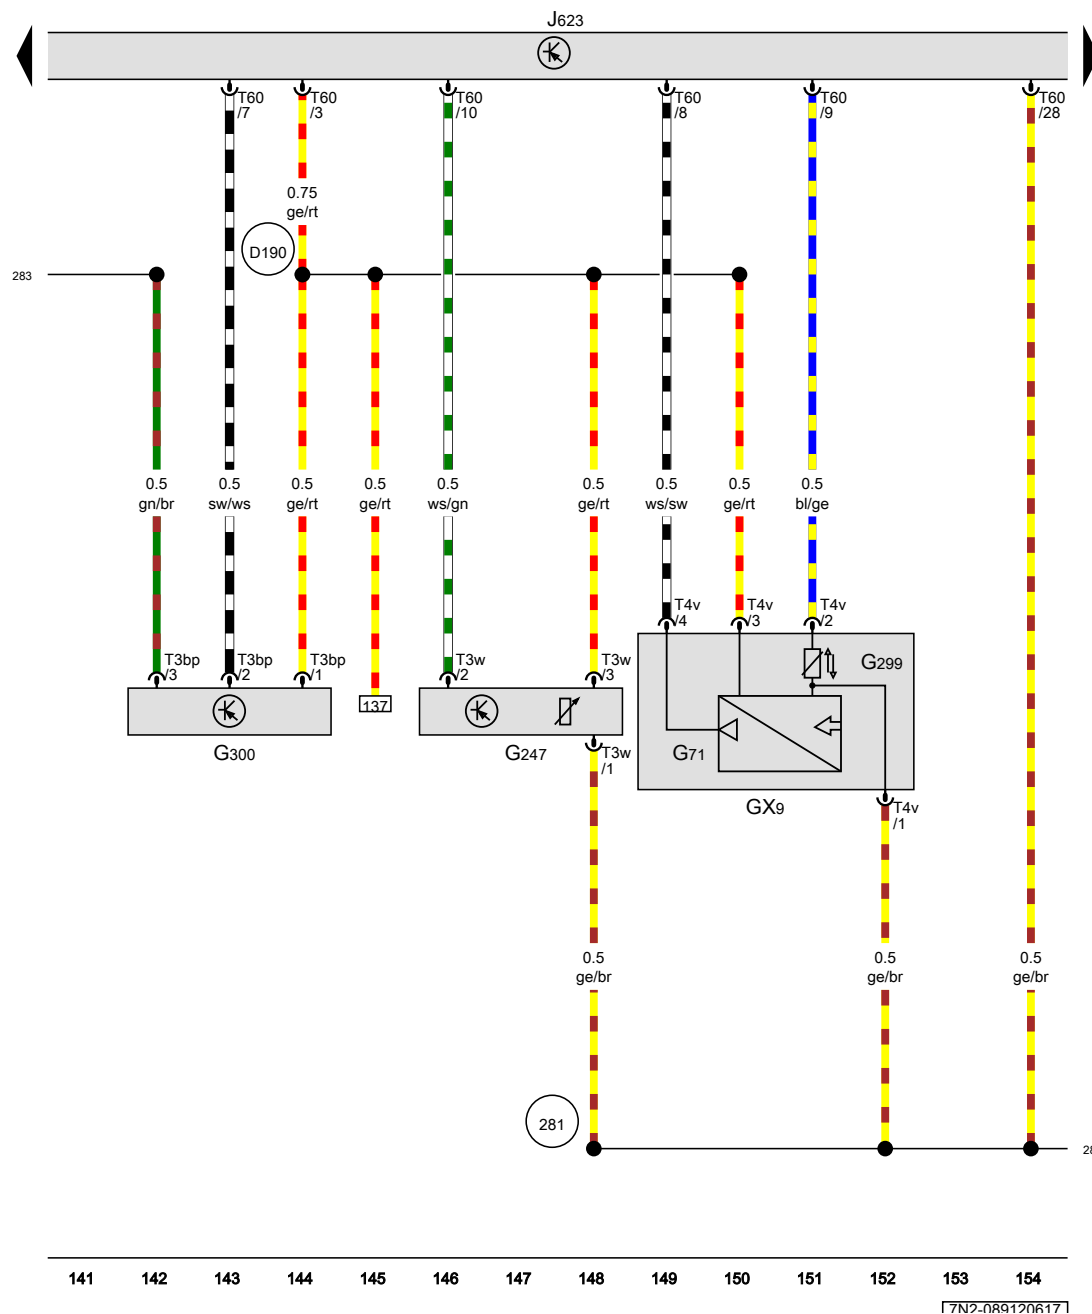 J623
T60 T60 T60 T60 T60 T60
/7 /3 /10 /8 /9 /28
0.75
ge/rt
D190
283
0.5 0.5 0.5 0.5 0.5 0.5 0.5 0.5 0.5
gn/br sw/ws ge/rt ge/rt ws/gn ge/rt ws/sw ge/rt bl/ge
T4v T4v T4v
/4 /3 /2
T3bp T3bp T3bp T3w T3w
/3 /2 /1 /2 /3
G299
137
G300
G247
T3w
/1
G71
GX9
T4v
/1
0.5 0.5 0.5
ge/br ge/br ge/br
281
141 142 143 144 145 146 147 148 149 150 151 152 153 154
7N2-089120617